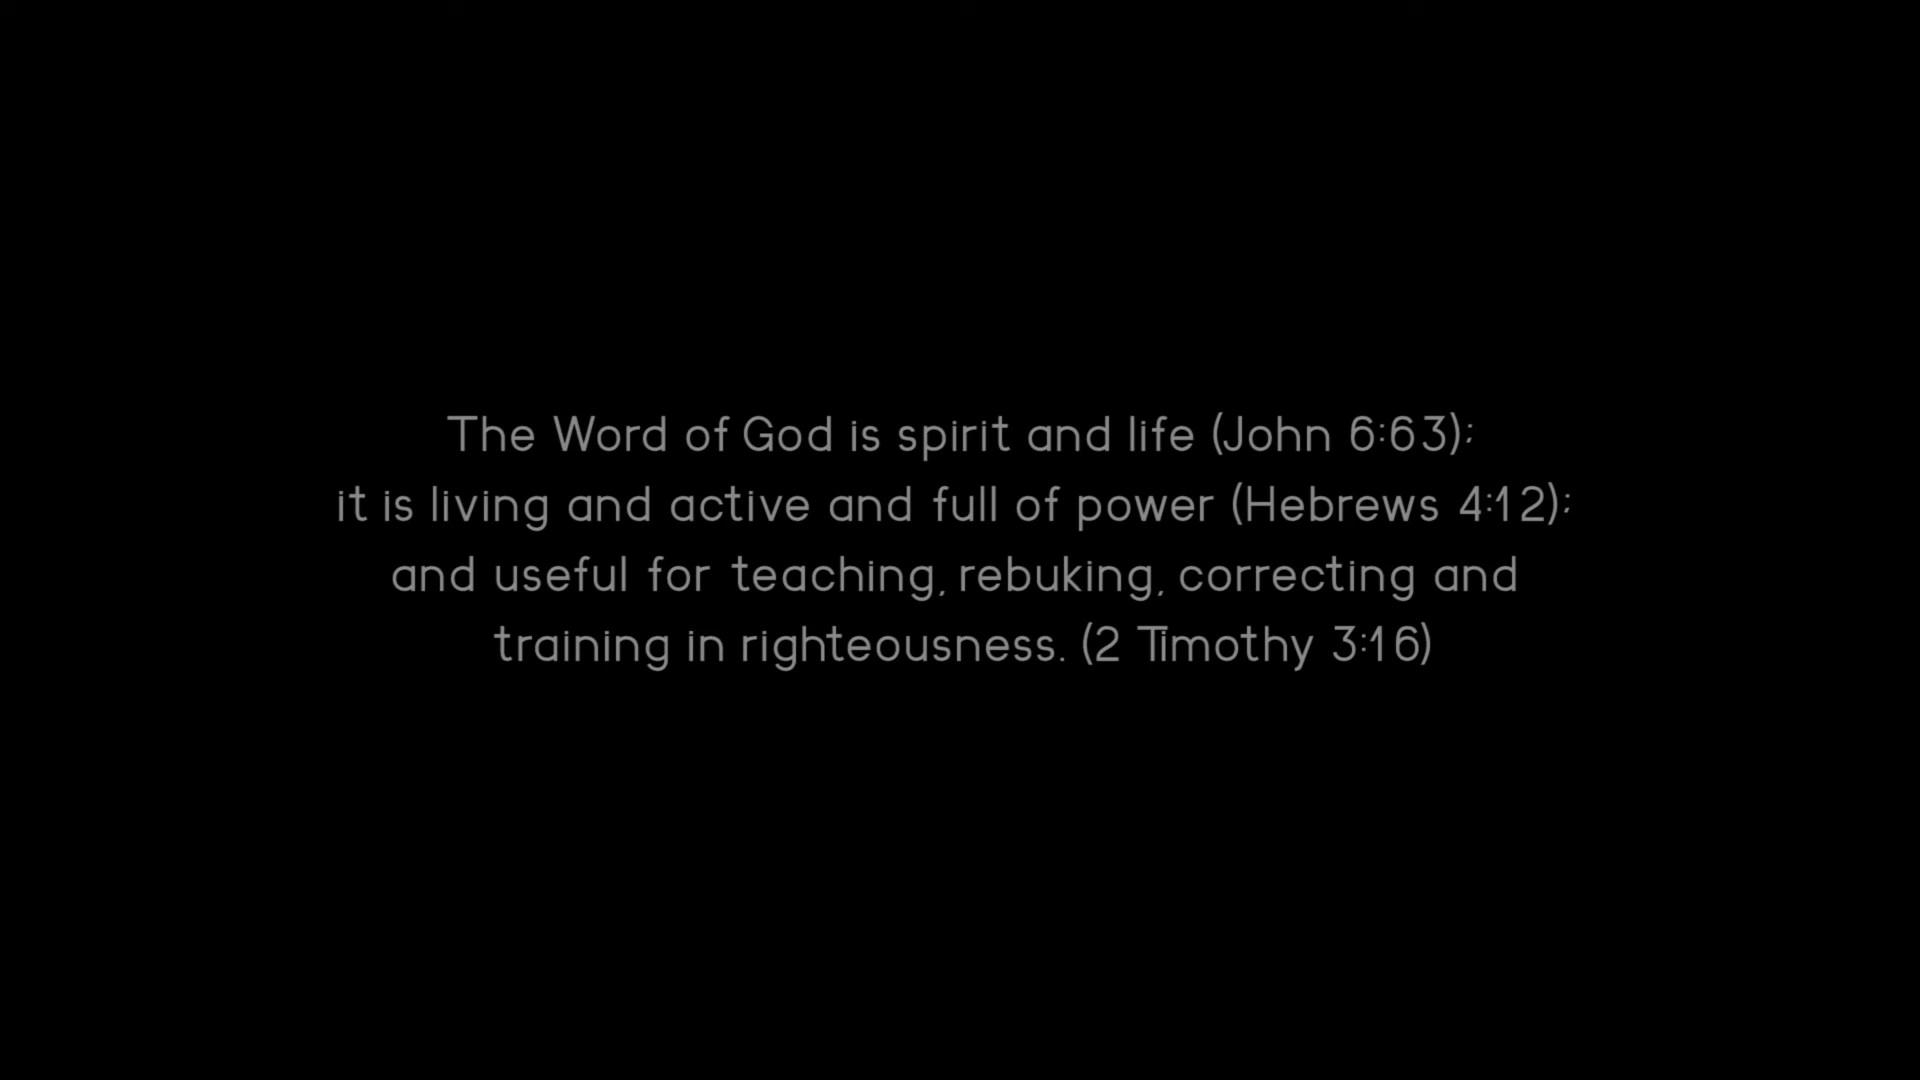 The Word of God is spirit and life (John 6:63);
it is living and active and full of power (Hebrews 4:12);
and useful for teaching, rebuking, correcting and
training in righteousness. (2 Timothy 3:16)